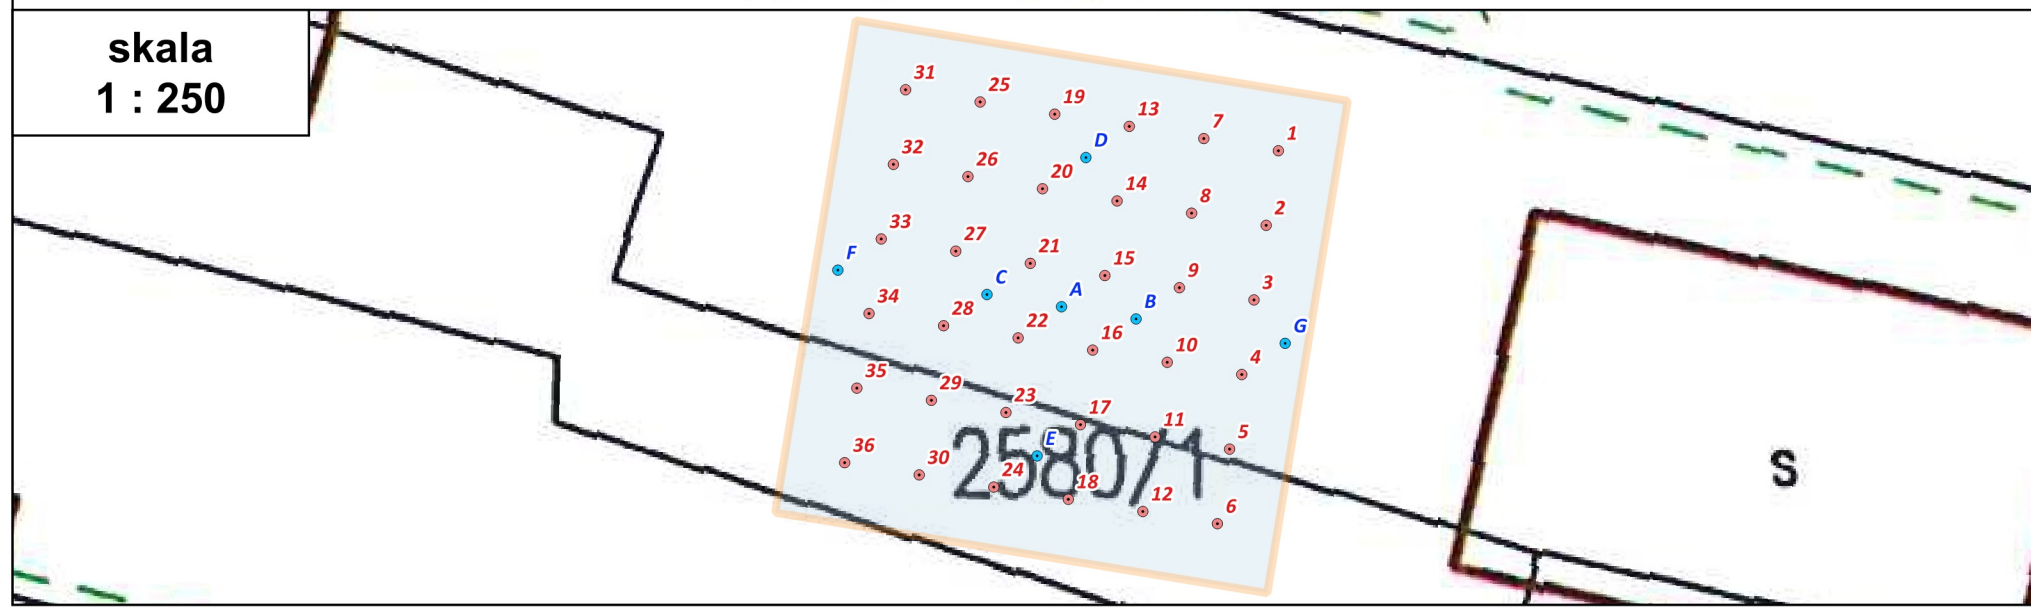 skala
1 : 250
31 25 19 13 7 1
D
32 26 20 14 8 2
33 27 21 15 9 3
F C A B G
34 28 22 16 10 4
35 29 23 17 11 5
E
2580/1
36 30 24 18 12 6
S